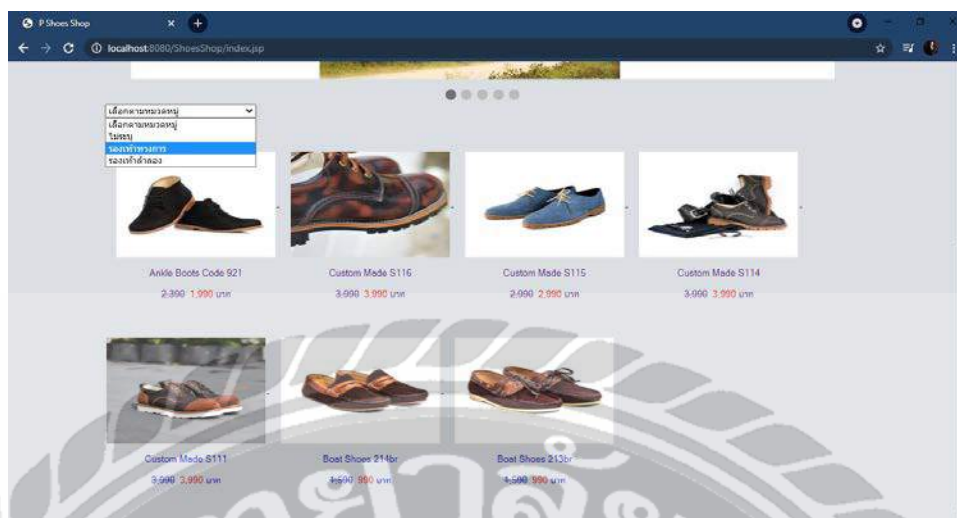 P Shoes Shop
localhost:8080/ShoesShop/index.jsp
เลือกตามหมวดหมู่
เลือกตามหมวดหมู่
ไม่ระบุ
รองเท้าทางการ
รองเท้าลำลอง
Ankle Boots Code 921
Custom Made S116
Custom Made S115
Custom Made S114
2,390 1,990 บาท
3,990 3,990 บาท
2,990 2,990 บาท
3,990 3,990 บาท
Custom Made S111
Boat Shoes 214br
Boat Shoes 213br
3,990 3,990 บาท
1,590 990 บาท
1,590 990 บาท